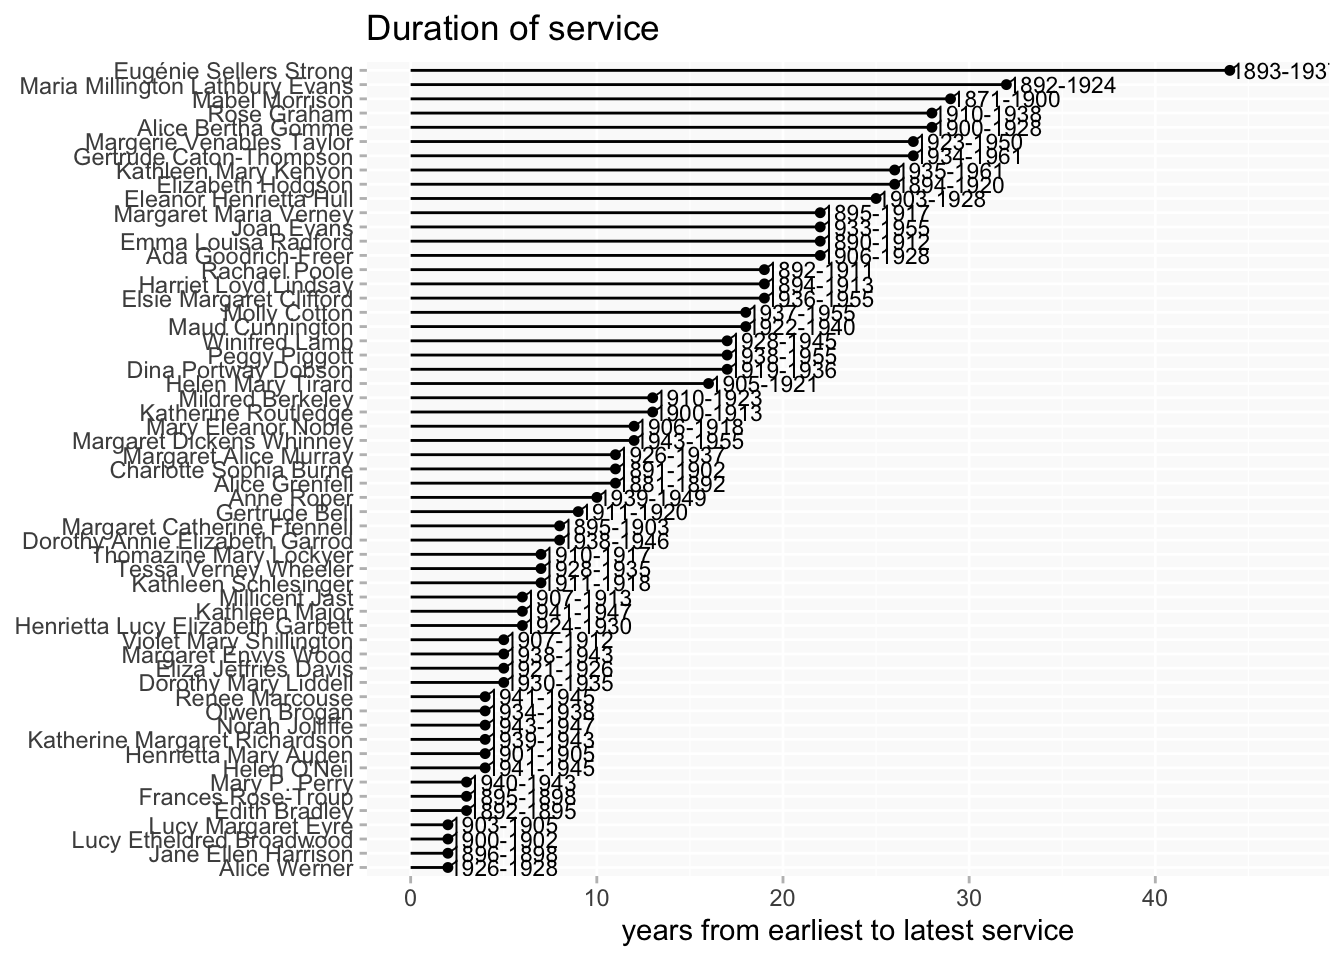 Duration of service
Eugénie Sellers Strong 1893-1937
Maria Millington Lathbury Evans 1892-1924
Mabel Morrison 1871-1900
Rose Graham 1910-1938
Alice Bertha Gomme 1900-1928
Margerie Venables Taylor 1923-1950
Gertrude Caton-Thompson 1934-1961
Kathleen Mary Kenyon 1935-1961
Elizabeth Hodgson 1894-1920
Eleanor Henrietta Hull 1903-1928
Margaret Maria Verney 1895-1917
Joan Evans 1933-1955
Emma Louisa Radford 1890-1912
Ada Goodrich-Freer 1906-1928
Rachael Poole 1892-1911
Harriet Loyd Lindsay 1894-1913
Elsie Margaret Clifford 1936-1955
Molly Cotton 1937-1955
Maud Cunnington 1922-1940
Winifred Lamb 1928-1945
Peggy Piggott 1938-1955
Dina Portway Dobson 1919-1936
Helen Mary Tirard 1905-1921
Mildred Berkeley 1910-1923
Katherine Routledge 1900-1913
Mary Eleanor Noble 1906-1918
Margaret Dickens Whinney 1943-1955
Margaret Alice Murray 1926-1937
Charlotte Sophia Burne 1891-1902
Alice Grenfell 1881-1892
Anne Roper 1939-1949
Gertrude Bell 1911-1920
Margaret Catherine Ffennell 1895-1903
Dorothy Annie Elizabeth Garrod 1938-1946
Thomazine Mary Lockyer 1910-1917
Tessa Verney Wheeler 1928-1935
Kathleen Schlesinger 1911-1918
Millicent Jast 1907-1913
Kathleen Major 1941-1947
Henrietta Lucy Elizabeth Garbett 1924-1930
Violet Mary Shillington 1907-1912
Margaret Envys Wood 1938-1943
Eliza Jeffries Davis 1921-1926
Dorothy Mary Liddell 1930-1935
Renee Marcouse 1941-1945
Olwen Brogan 1934-1938
Norah Jolliffe 1943-1947
Katherine Margaret Richardson 1939-1943
Henrietta Mary Auden 1901-1905
Helen O'Neil 1941-1945
Mary P. Perry 1940-1943
Frances Rose-Troup 1895-1898
Edith Bradley 1892-1895
Lucy Margaret Eyre 1903-1905
Lucy Etheldred Broadwood 1900-1902
Jane Ellen Harrison 1896-1898
Alice Werner 1926-1928
0 10 20 30 40
years from earliest to latest service